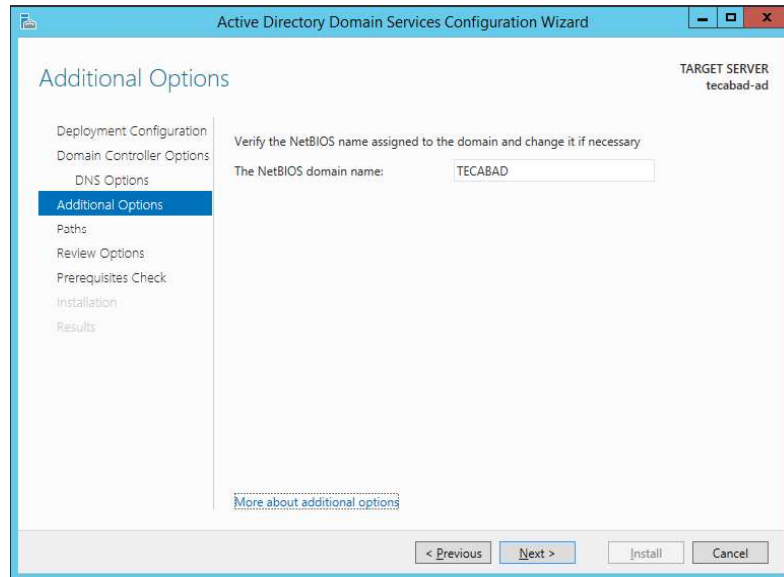 Active Directory Domain Services Configuration Wizard
Additional Options
TARGET SERVER
tecabad-ad
Deployment Configuration
Domain Controller Options
DNS Options
Additional Options
Paths
Review Options
Prerequisites Check
Installation
Results
Verify the NetBIOS name assigned to the domain and change it if necessary
The NetBIOS domain name: TECABAD
More about additional options
< Previous Next > Install Cancel